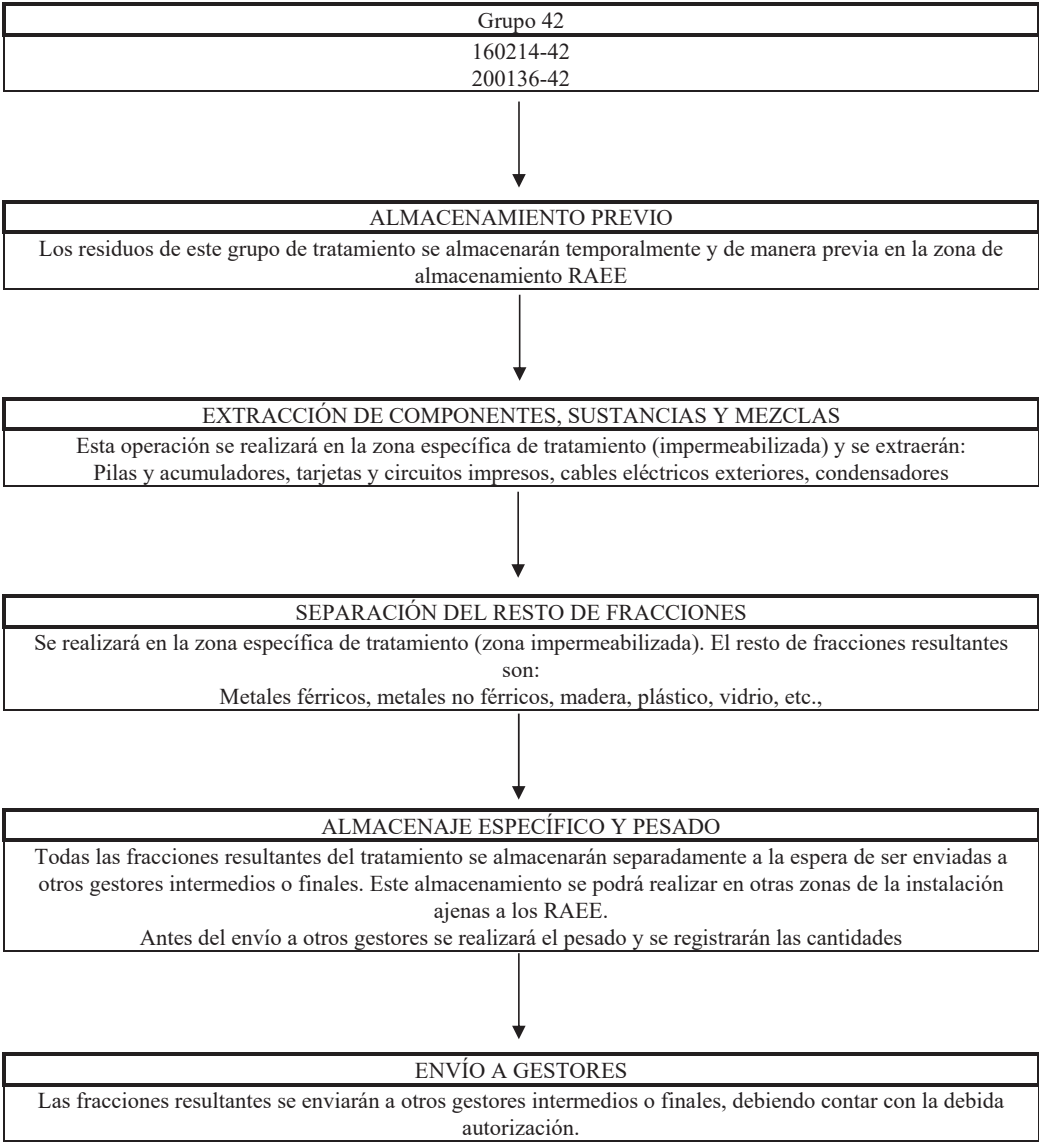 Grupo 42
160214-42
200136-42
ALMACENAMIENTO PREVIO
Los residuos de este grupo de tratamiento se almacenarán temporalmente y de manera previa en la zona de
almacenamiento RAEE
EXTRACCIÓN DE COMPONENTES, SUSTANCIAS Y MEZCLAS
Esta operación se realizará en la zona específica de tratamiento (impermeabilizada) y se extraerán:
Pilas y acumuladores, tarjetas y circuitos impresos, cables eléctricos exteriores, condensadores
SEPARACIÓN DEL RESTO DE FRACCIONES
Se realizará en la zona específica de tratamiento (zona impermeabilizada). El resto de fracciones resultantes
son:
Metales férricos, metales no férricos, madera, plástico, vidrio, etc.,
ALMACENAJE ESPECÍFICO Y PESADO
Todas las fracciones resultantes del tratamiento se almacenarán separadamente a la espera de ser enviadas a
otros gestores intermedios o finales. Este almacenamiento se podrá realizar en otras zonas de la instalación
ajenas a los RAEE.
Antes del envío a otros gestores se realizará el pesado y se registrarán las cantidades
ENVÍO A GESTORES
Las fracciones resultantes se enviarán a otros gestores intermedios o finales, debiendo contar con la debida
autorización.